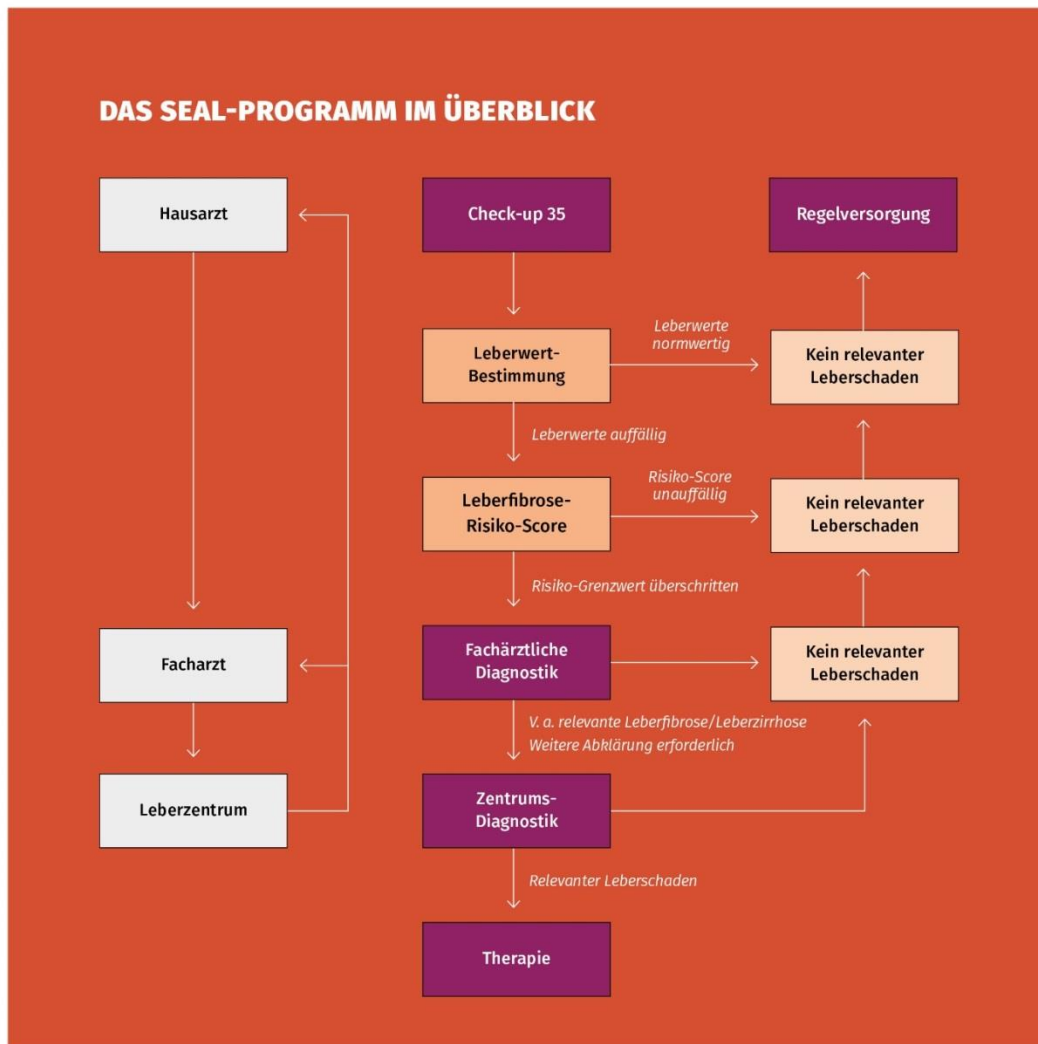 DAS SEAL-PROGRAMM IM ÜBERBLICK
Hausarzt
Check-up 35
Regelversorgung
Leberwerte
normwertig
Leberwert-
Bestimmung
Kein relevanter
Leberschaden
Leberwerte auffällig
Risiko-Score
unauffällig
Leberfibrose-
Risiko-Score
Kein relevanter
Leberschaden
Risiko-Grenzwert überschritten
Facharzt
Fachärztliche
Diagnostik
Kein relevanter
Leberschaden
V. a. relevante Leberfibrose/Leberzirrhose
Weitere Abklärung erforderlich
Leberzentrum
Zentrums-
Diagnostik
Relevanter Leberschaden
Therapie